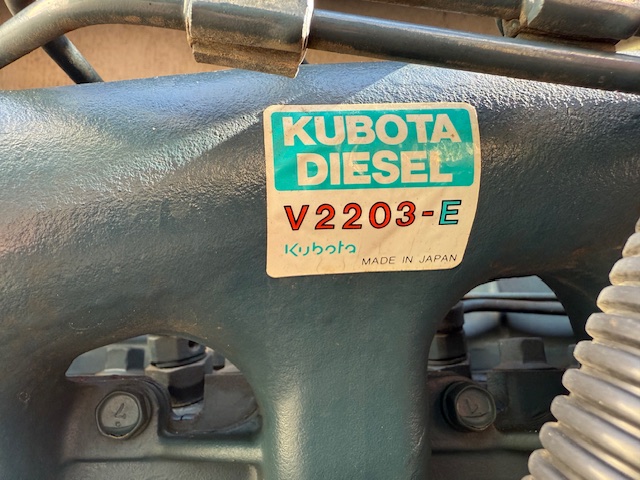 KUBOTA
DIESEL
V2203-E
Kubota
MADE IN JAPAN